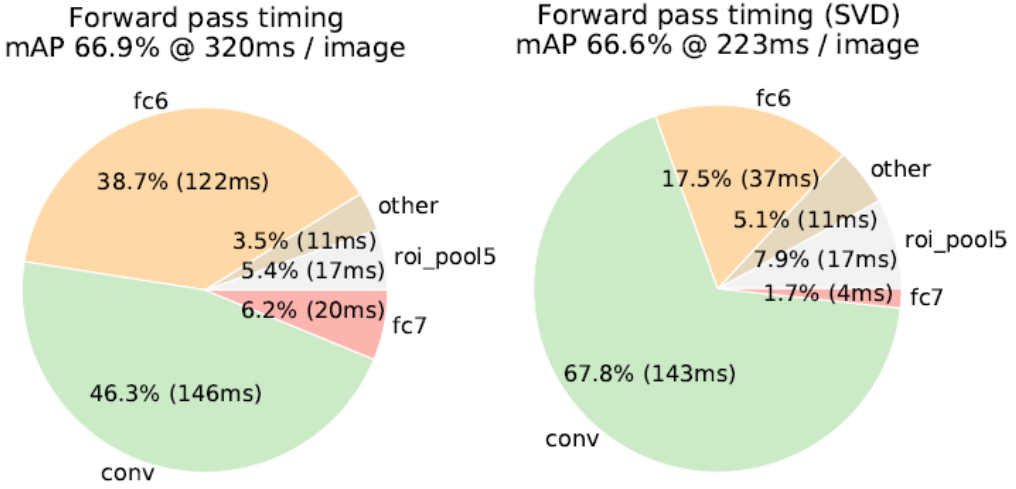 Forward pass timing
mAP 66.9% @ 320ms / image
fc6
38.7% (122ms)
other
3.5% (11ms)
roi_pool5
5.4% (17ms)
6.2% (20ms)
fc7
46.3% (146ms)
conv
Forward pass timing (SVD)
mAP 66.6% @ 223ms / image
fc6
other
17.5% (37ms)
5.1% (11ms)
roi_pool5
7.9% (17ms)
1.7% (4ms)
fc7
67.8% (143ms)
conv